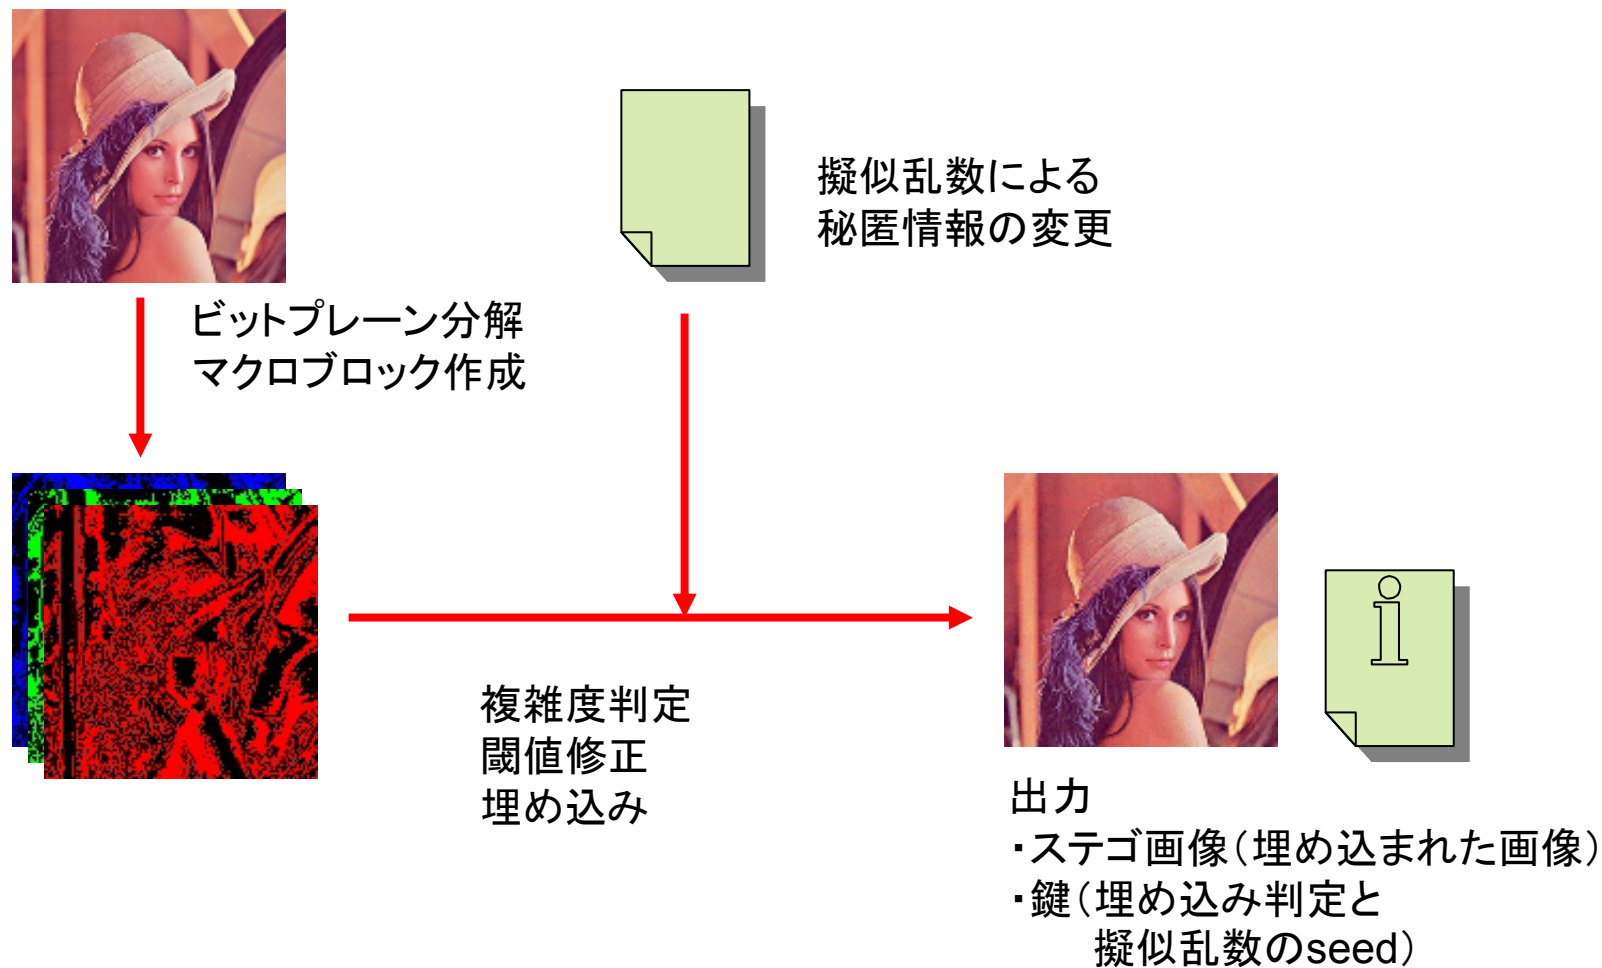 擬似乱数による
秘匿情報の変更
ビットプレーン分解
マクロブロック作成
複雑度判定
閾値修正
埋め込み
i
出力
・ステゴ画像（埋め込まれた画像）
・鍵（埋め込み判定と
擬似乱数のseed）